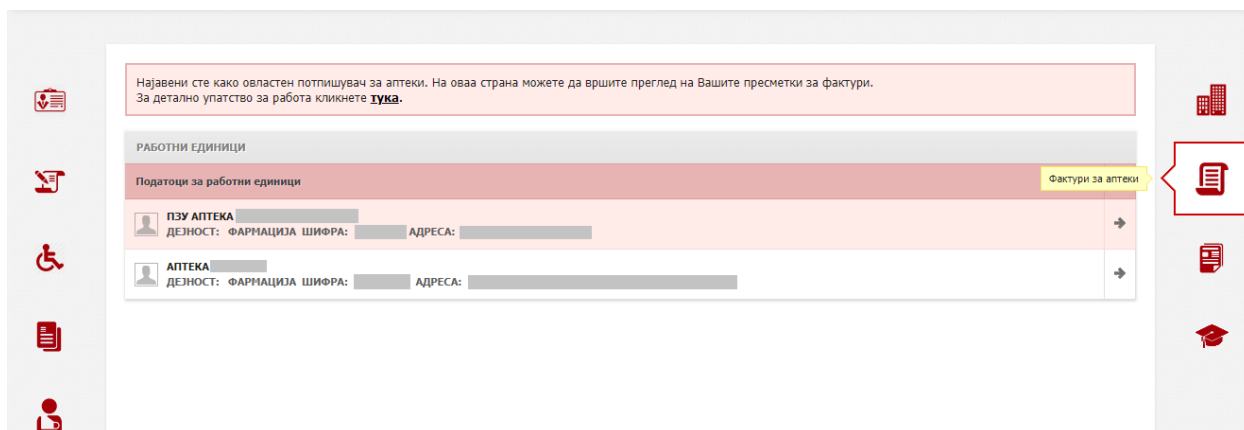 Најавени сте како овластен потпишувач за аптеки. На оваа страна можете да вршите преглед на Вашите пресметки за фактури.
За детално упатство за работа кликнете тука.
РАБОТНИ ЕДИНИЦИ
Податоци за работни единици
Фактури за аптеки
ПЗУ АПТЕКА
ДЕЈНОСТ: ФАРМАЦИЈА ШИФРА: АДРЕСА:
АПТЕКА
ДЕЈНОСТ: ФАРМАЦИЈА ШИФРА: АДРЕСА: